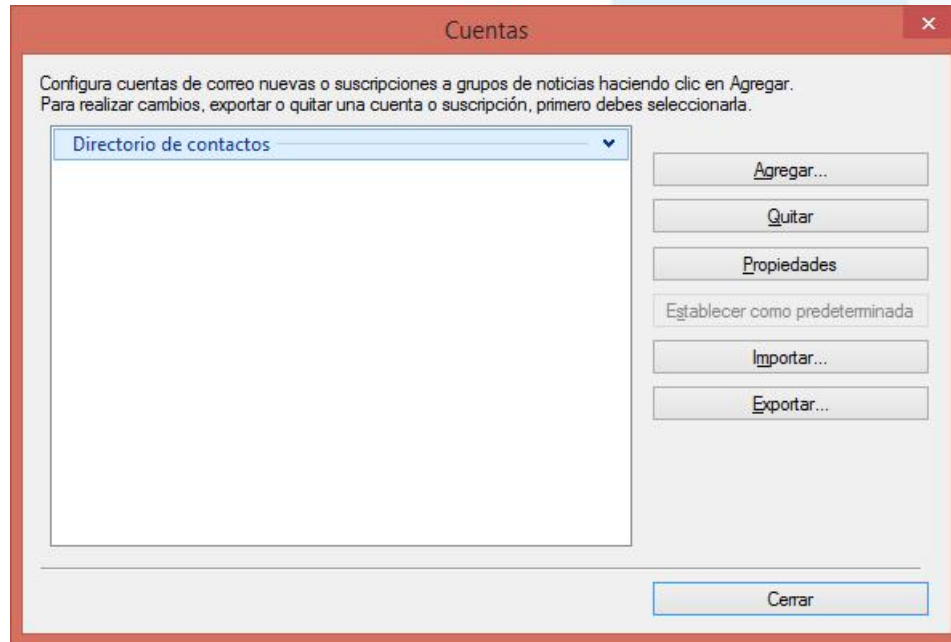 Cuentas
Configura cuentas de correo nuevas o suscripciones a grupos de noticias haciendo clic en Agregar.
Para realizar cambios, exportar o quitar una cuenta o suscripción, primero debes seleccionarla.
Directorio de contactos
Agregar...
Quitar
Propiedades
Establecer como predeterminada
Importar...
Exportar...
Cerrar